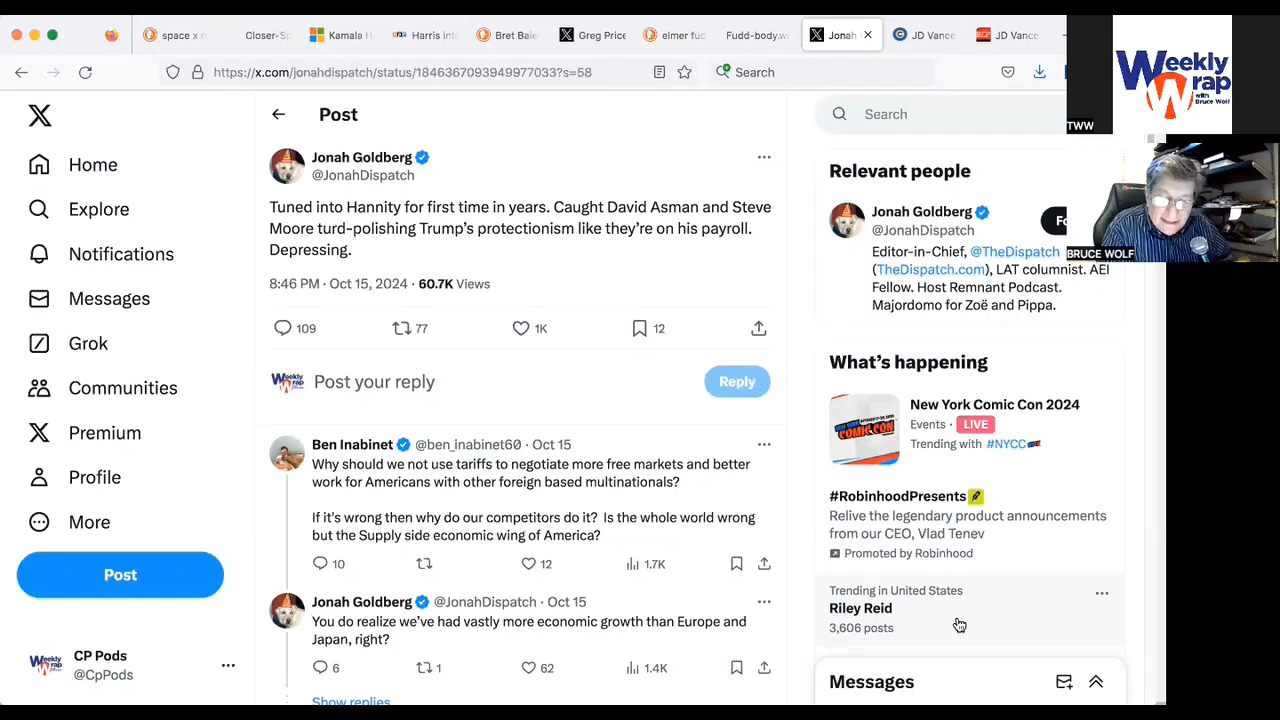 space x n
Closer-Sp
Kamala H
Harris inte
Bret Baier
Greg Price
elmer fu
Fudd-body.w
Jonah
JD Vance
JD Vance
https://x.com/jonahdispatch/status/1846367093949977033?s=58
Search
Weekly
Wrap
with
Bruce Wolf
TWW
BRUCE WOLF
Home
Explore
Notifications
Messages
Grok
Communities
Premium
Profile
More
Post
CP Pods
@CpPods
Post
Jonah Goldberg
@JonahDispatch
Tuned into Hannity for first time in years. Caught David Asman and Steve
Moore turd-polishing Trump's protectionism like they're on his payroll.
Depressing.
8:46 PM · Oct 15, 2024 · 60.7K Views
109 77 1K 12
Weekly
Post your reply
Reply
Ben Inabinet @ben_inabinet60 · Oct 15
Why should we not use tariffs to negotiate more free markets and better
work for Americans with other foreign based multinationals?
If it's wrong then why do our competitors do it? Is the whole world wrong
but the Supply side economic wing of America?
10 12 1.7K
Jonah Goldberg @JonahDispatch · Oct 15
You do realize we've had vastly more economic growth than Europe and
Japan, right?
6 1 62 1.4K
Show replies
Search
Relevant people
Jonah Goldberg
@JonahDispatch
Fo
Editor-in-Chief, @TheDispatch
(TheDispatch.com), LAT columnist. AEI
Fellow. Host Remnant Podcast.
Majordomo for Zoë and Pippa.
What's happening
New York Comic Con 2024
Events · LIVE
Trending with #NYCC
COMIC CON
#RobinhoodPresents
Relive the legendary product announcements
from our CEO, Vlad Tenev
Promoted by Robinhood
Trending in United States
Riley Reid
3,606 posts
Messages